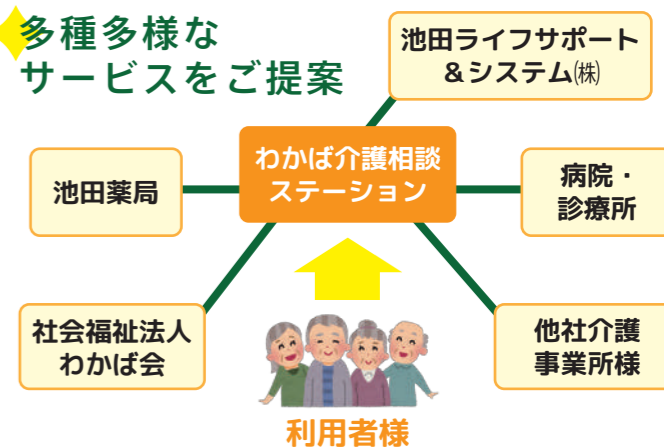 多種多様な
サービスをご提案
池田ライフサポート
&システム㈱
わかば介護相談
ステーション
池田薬局
病院・
診療所
社会福祉法人
わかば会
他社介護
事業所様
利用者様